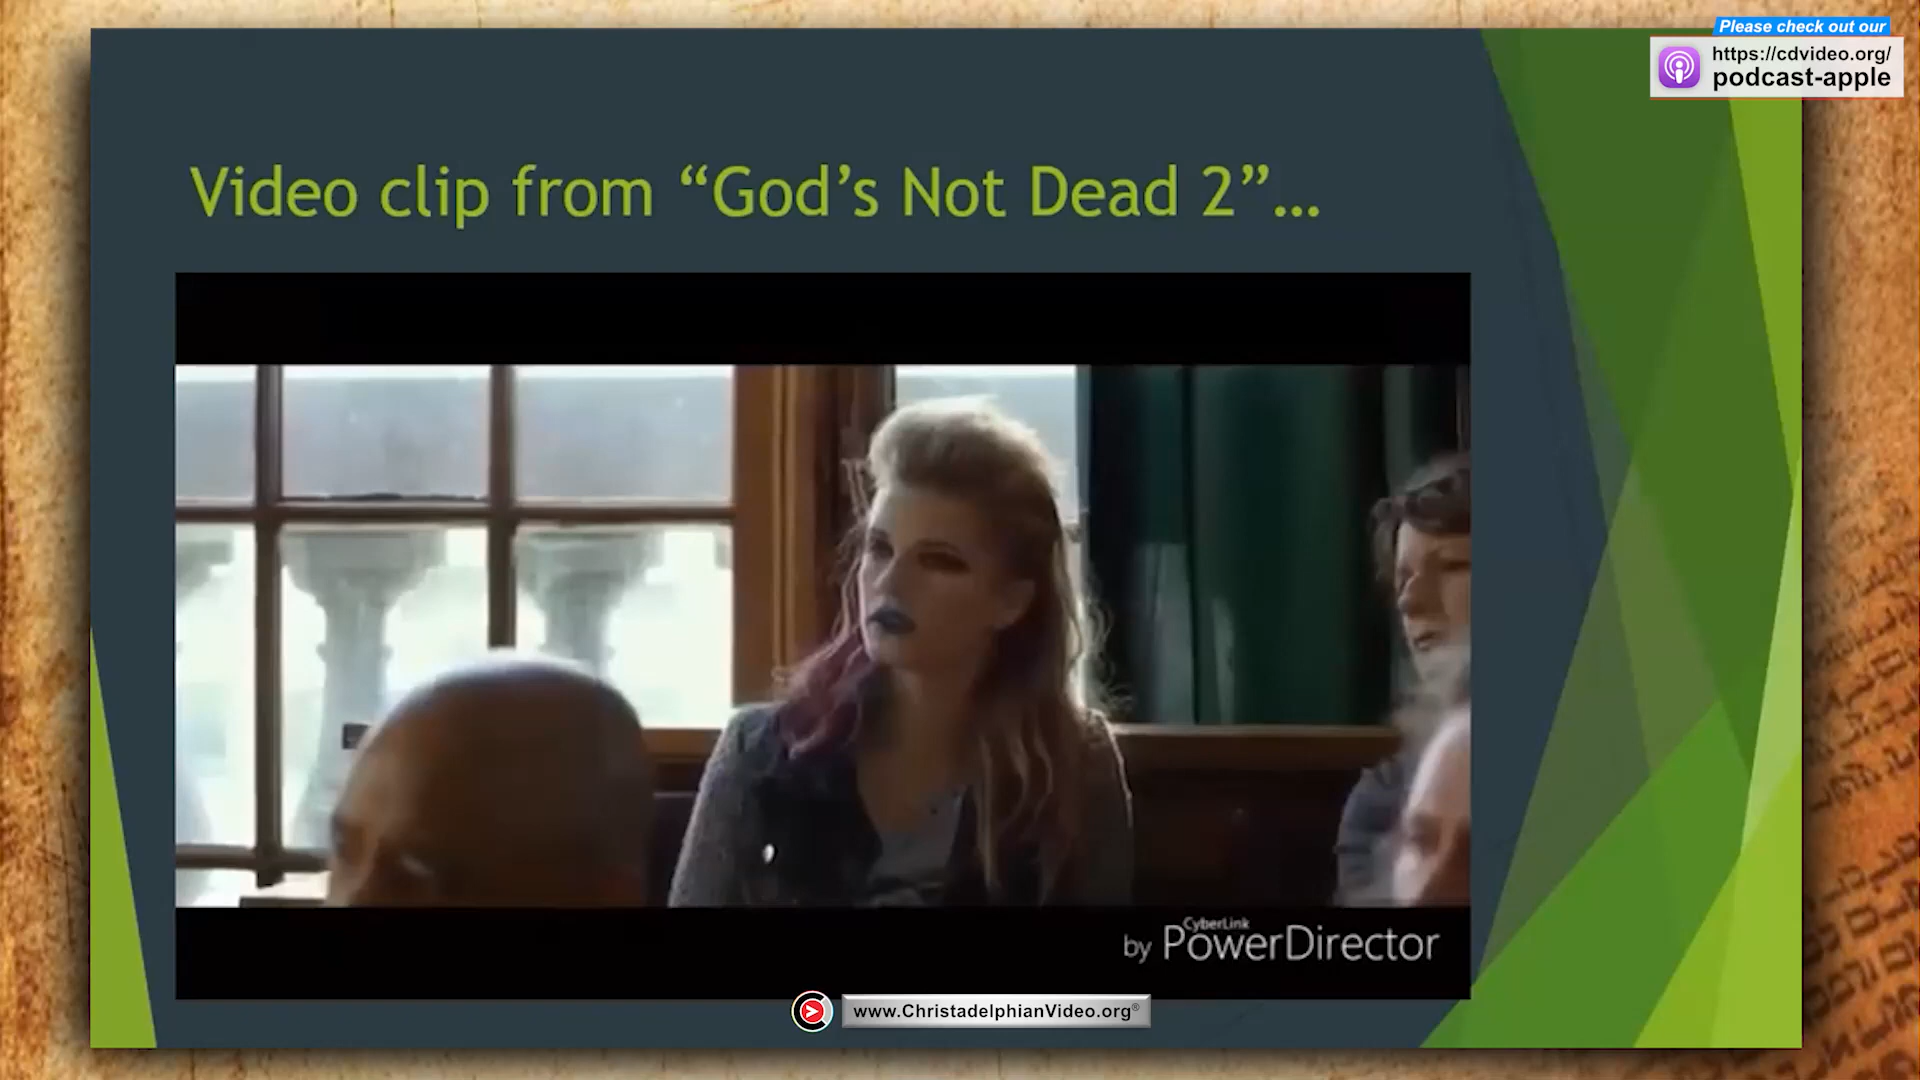 Please check out our
https://cdvideo.org/
podcast-apple
Video clip from “God’s Not Dead 2”…
CyberLink
by PowerDirector
www.ChristadelphianVideo.org®